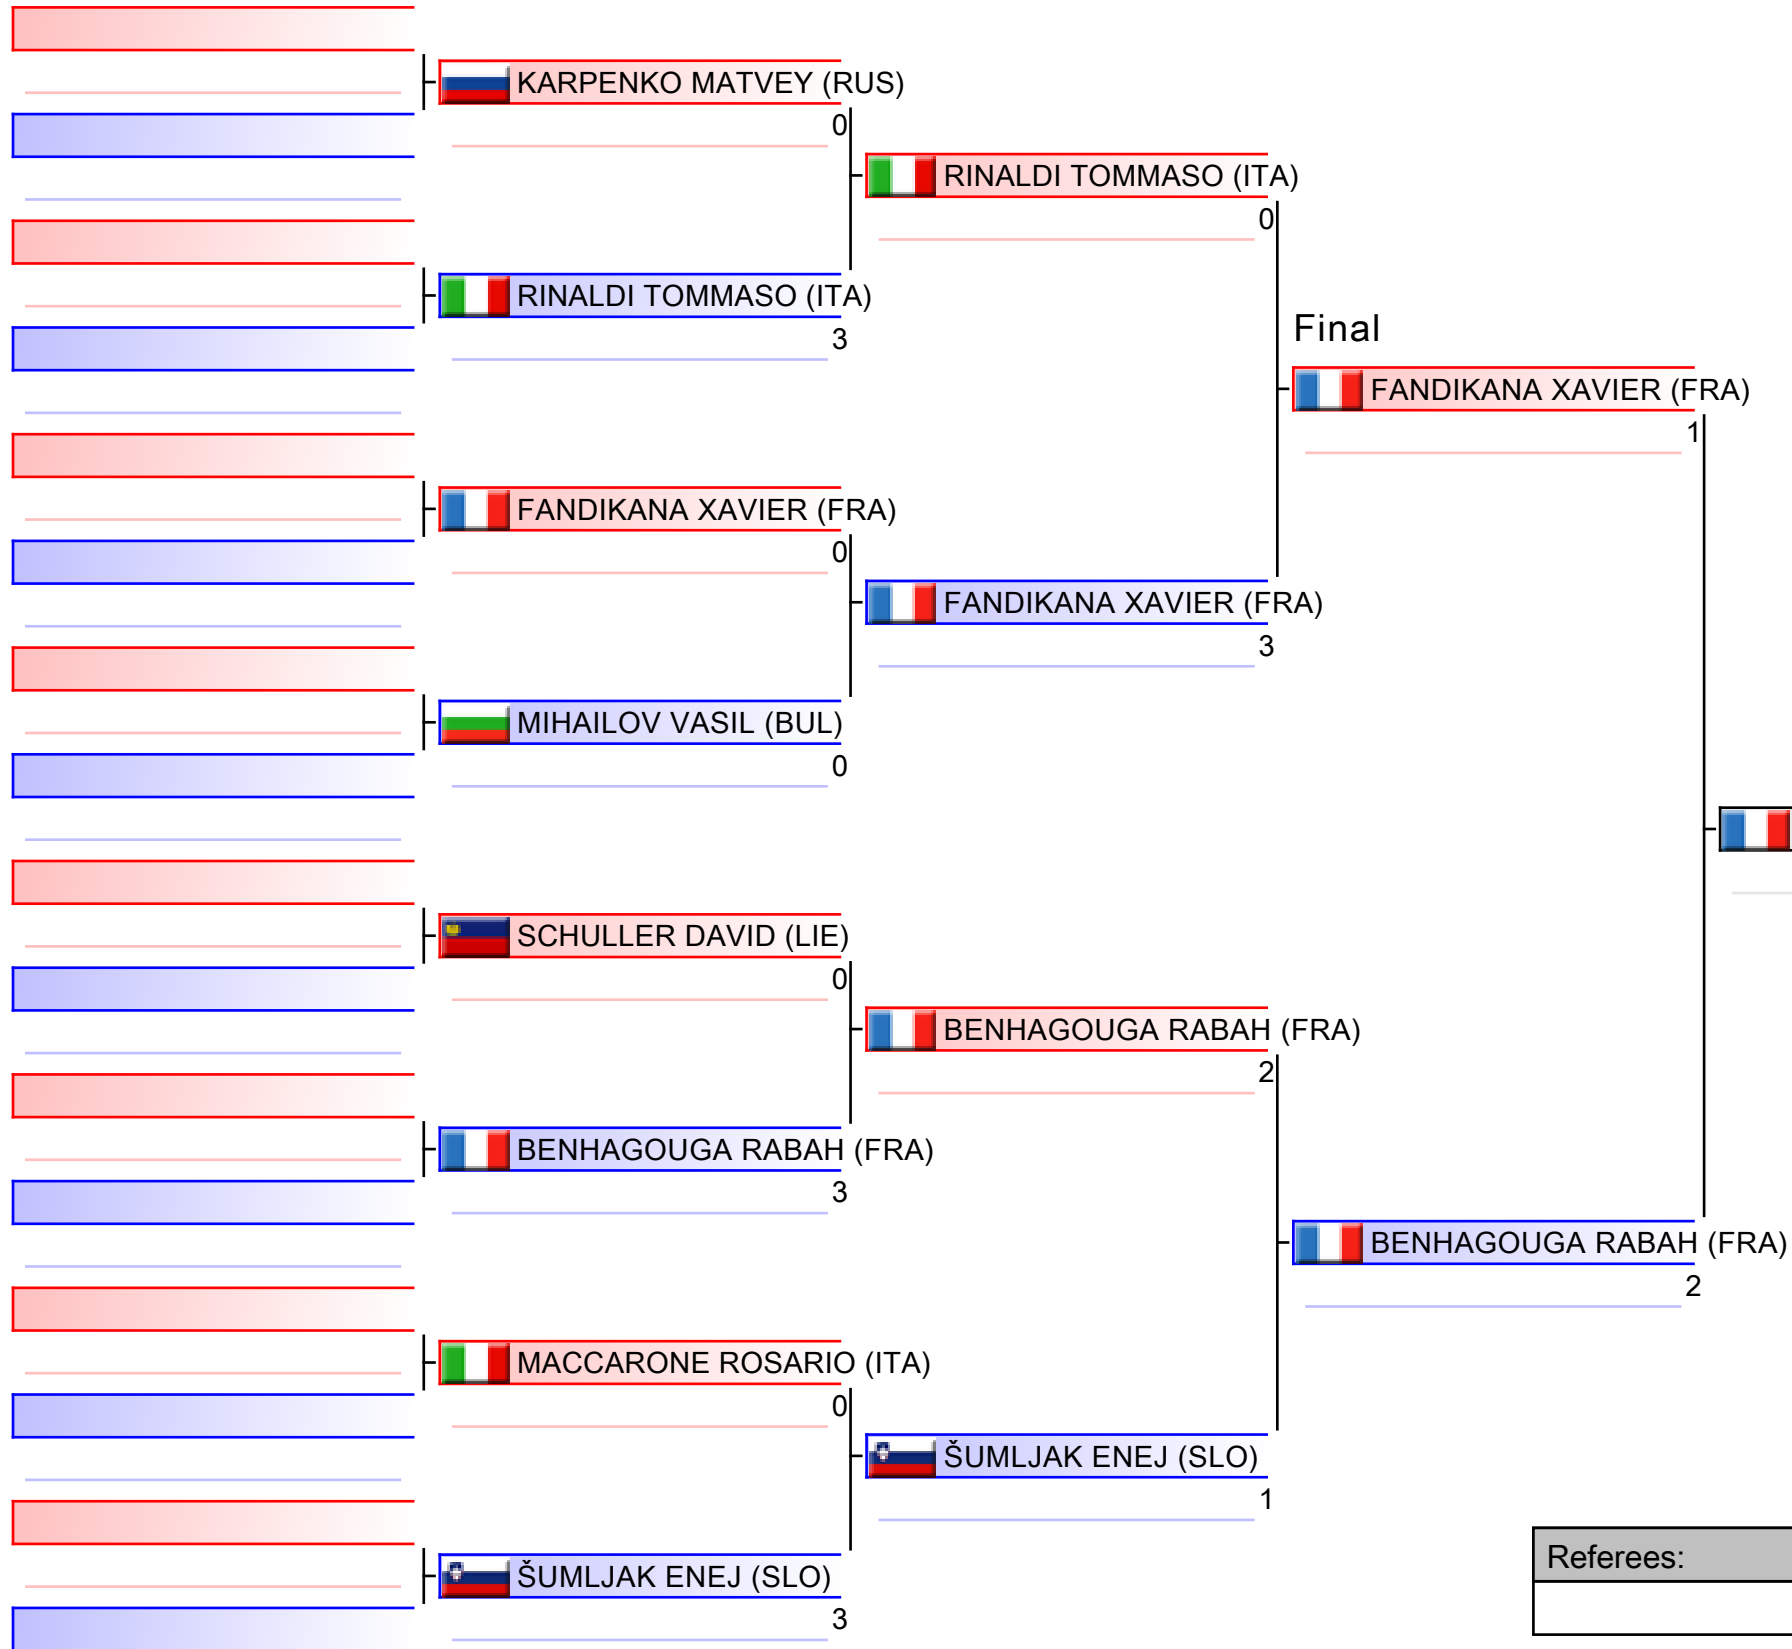 KARPENKO MATVEY (RUS)
0
RINALDI TOMMASO (ITA)
3
FANDIKANA XAVIER (FRA)
0
MIHAILOV VASIL (BUL)
0
SCHULLER DAVID (LIE)
0
BENHAGOUGA RABAH (FRA)
3
MACCARONE ROSARIO (ITA)
0
ŠUMLJAK ENEJ (SLO)
3
RINALDI TOMMASO (ITA)
0
FANDIKANA XAVIER (FRA)
3
BENHAGOUGA RABAH (FRA)
2
ŠUMLJAK ENEJ (SLO)
1
Final
FANDIKANA XAVIER (FRA)
1
BENHAGOUGA RABAH (FRA)
2
Referees: